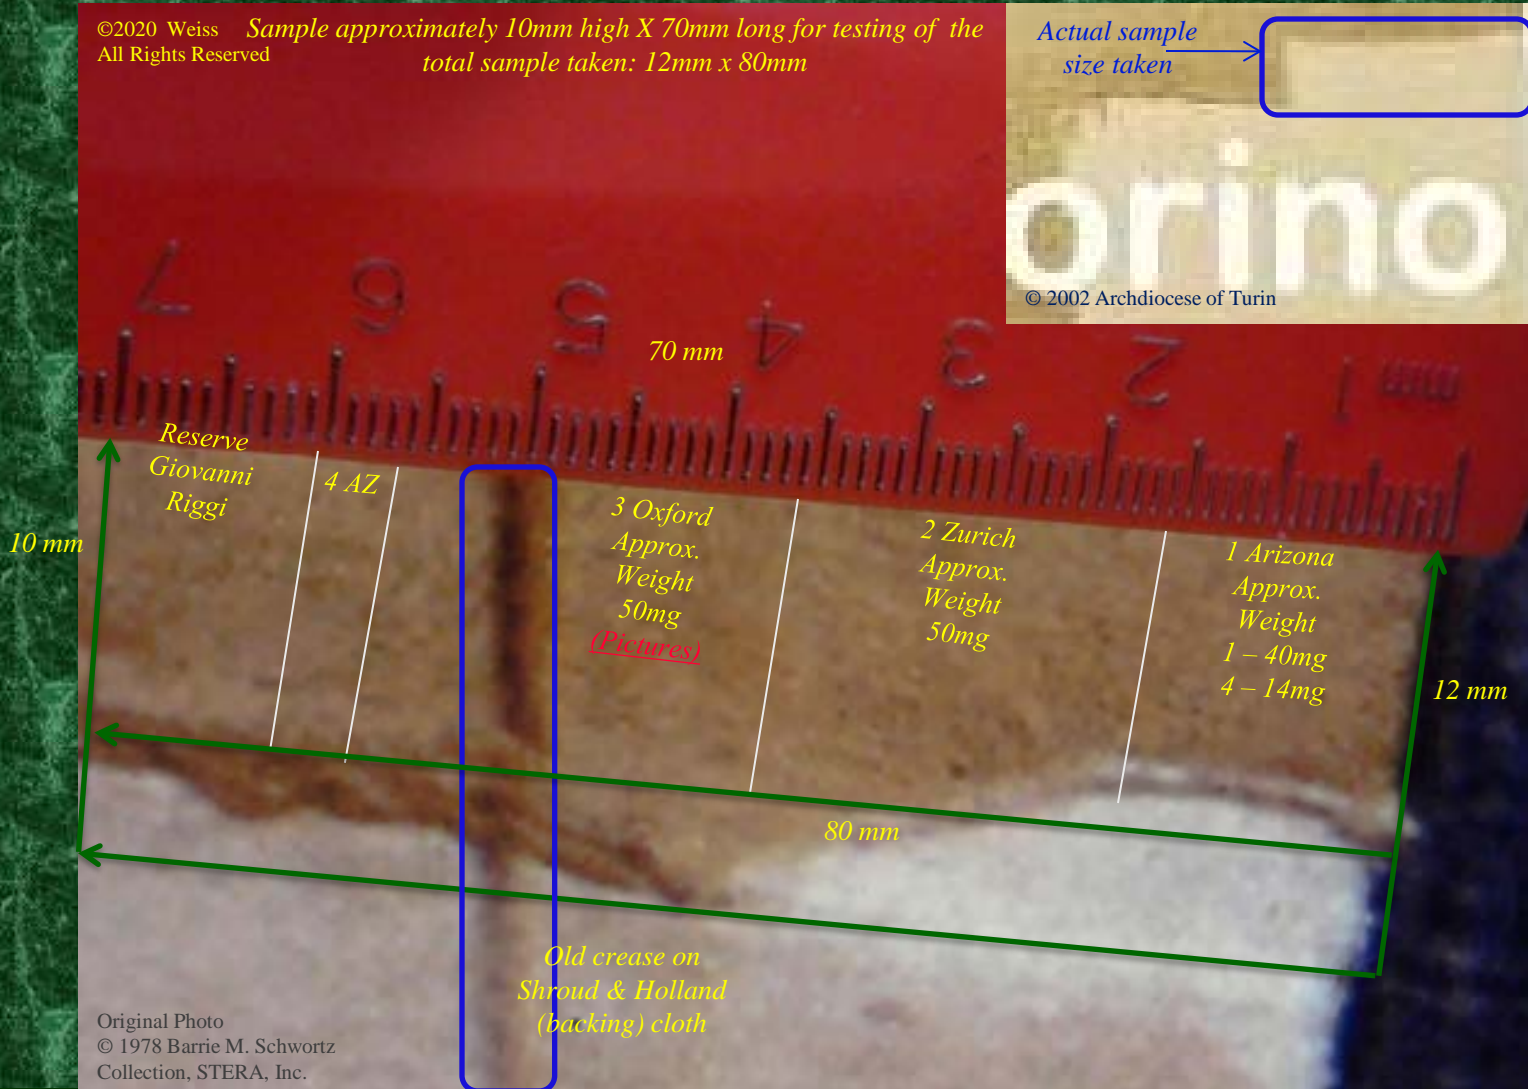 ©2020 Weiss
All Rights Reserved
Sample approximately 10mm high X 70mm long for testing of the
total sample taken: 12mm x 80mm
Actual sample
size taken
orino
© 2002 Archdiocese of Turin
7 6 5 4 3 2 1 mm
70 mm
Reserve
Giovanni
Riggi
4 AZ
3 Oxford
Approx.
Weight
50mg
(Pictures)
2 Zurich
Approx.
Weight
50mg
1 Arizona
Approx.
Weight
1 – 40mg
4 – 14mg
10 mm
12 mm
80 mm
Old crease on
Shroud & Holland
(backing) cloth
Original Photo
© 1978 Barrie M. Schwortz
Collection, STERA, Inc.